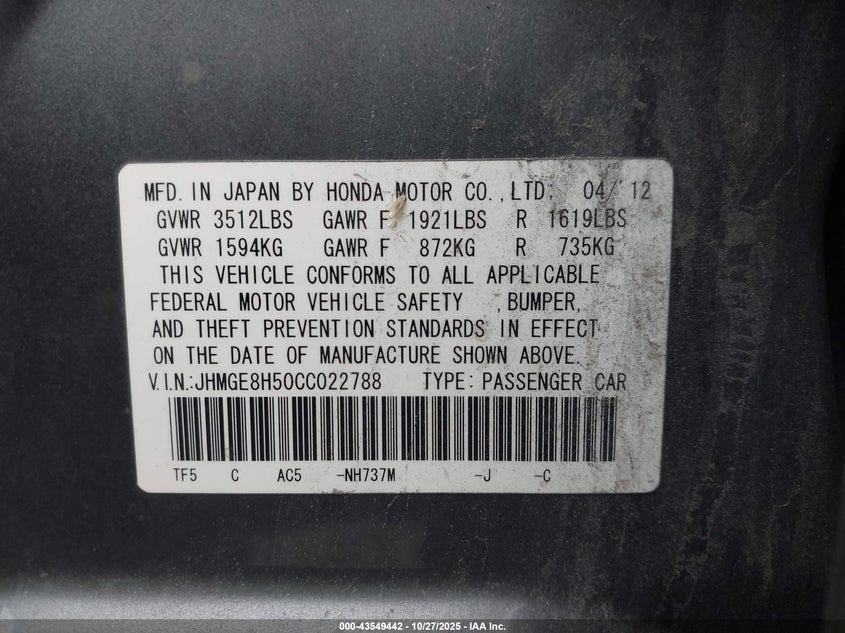 MFD. IN JAPAN BY HONDA MOTOR CO., LTD. 04/'12
GVWR 3512LBS GAWR F 1921LBS R 1619LBS
GVWR 1594KG GAWR F 872KG R 735KG
THIS VEHICLE CONFORMS TO ALL APPLICABLE
FEDERAL MOTOR VEHICLE SAFETY , BUMPER,
AND THEFT PREVENTION STANDARDS IN EFFECT
ON THE DATE OF MANUFACTURE SHOWN ABOVE.
V.I.N.:JHMGE8H50CC022788 TYPE: PASSENGER CAR
TF5 C AC5 -NH737M -J -C
000-43549442 - 10/27/2025 - IAA Inc.